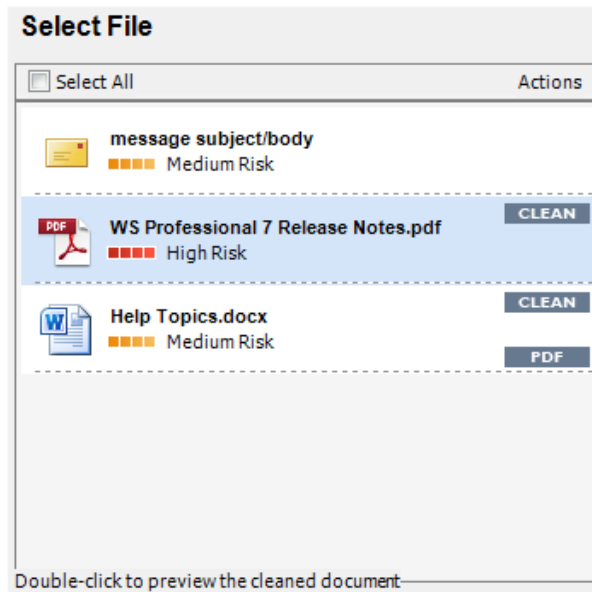 Select File
Select All Actions
message subject/body
Medium Risk
CLEAN
PDF
WS Professional 7 Release Notes.pdf
High Risk
CLEAN
W
Help Topics.docx
Medium Risk
PDF
Double-click to preview the cleaned document